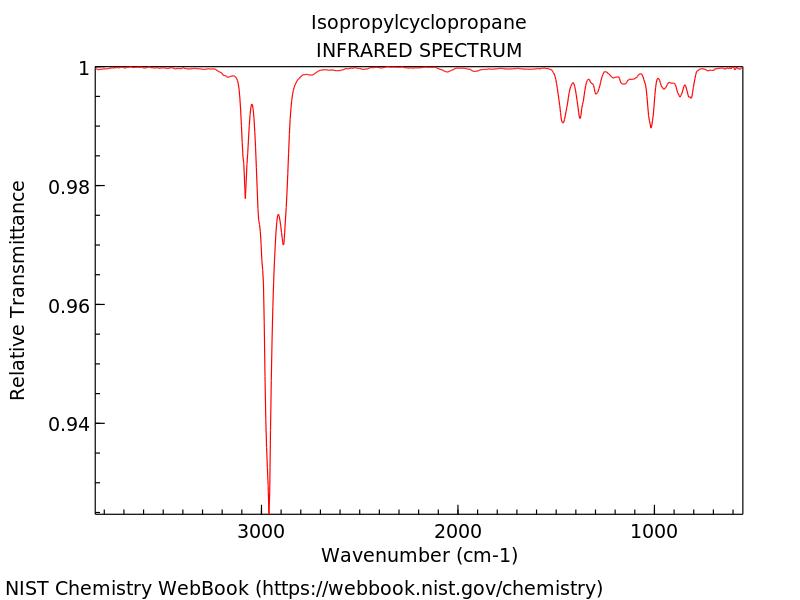 Isopropylcyclopropane
INFRARED SPECTRUM
1
0.98
0.96
0.94
Relative Transmittance
3000 2000 1000
Wavenumber (cm-1)
NIST Chemistry WebBook (https://webbook.nist.gov/chemistry)